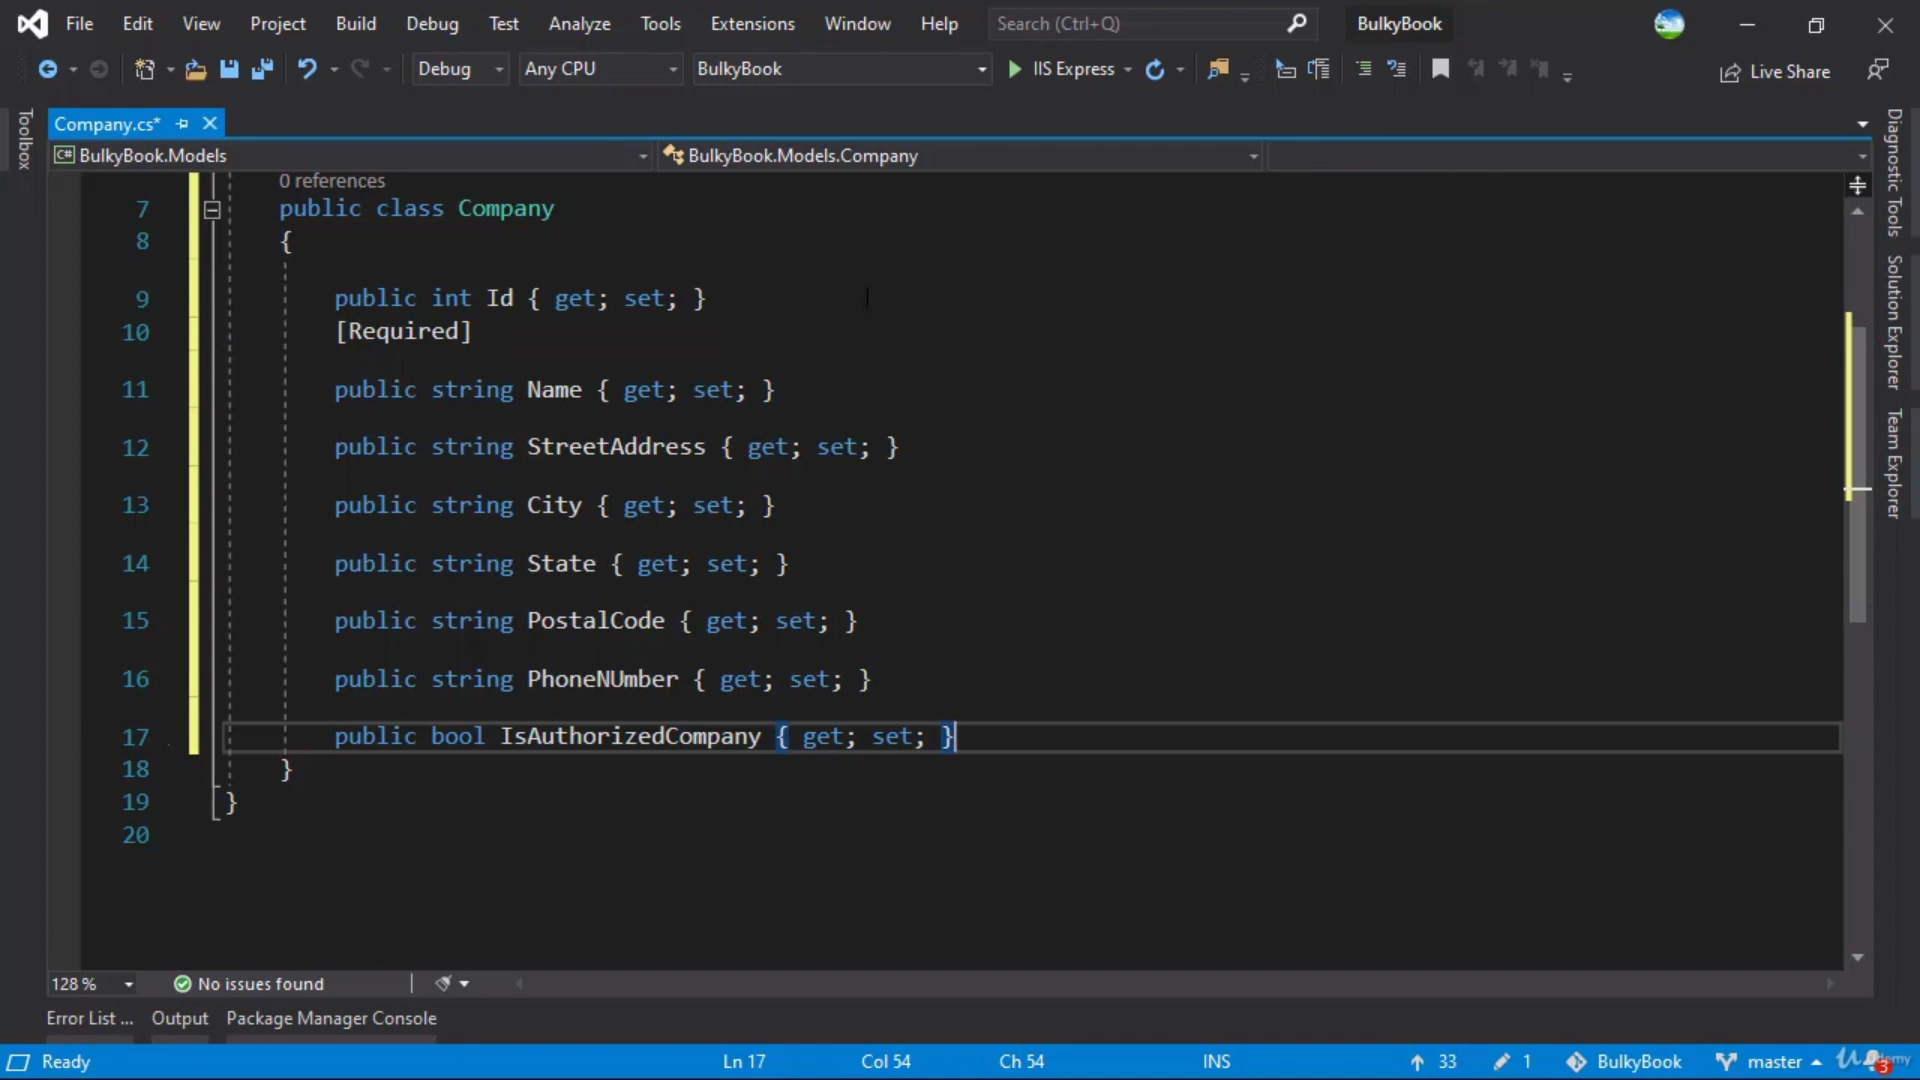 File Edit View Project Build Debug Test Analyze Tools Extensions Window Help Search (Ctrl+Q) BulkyBook
Debug Any CPU BulkyBook IIS Express Live Share
Toolbox
Company.cs*
BulkyBook.Models BulkyBook.Models.Company
0 references
7 public class Company
8 {
9 public int Id { get; set; }
10 [Required]
11 public string Name { get; set; }
12 public string StreetAddress { get; set; }
13 public string City { get; set; }
14 public string State { get; set; }
15 public string PostalCode { get; set; }
16 public string PhoneNUmber { get; set; }
17 public bool IsAuthorizedCompany { get; set; }
18 }
19 }
20
Diagnostic Tools
Solution Explorer
Team Explorer
128 % No issues found
Error List ... Output Package Manager Console
Ready Ln 17 Col 54 Ch 54 INS 33 1 BulkyBook master 3